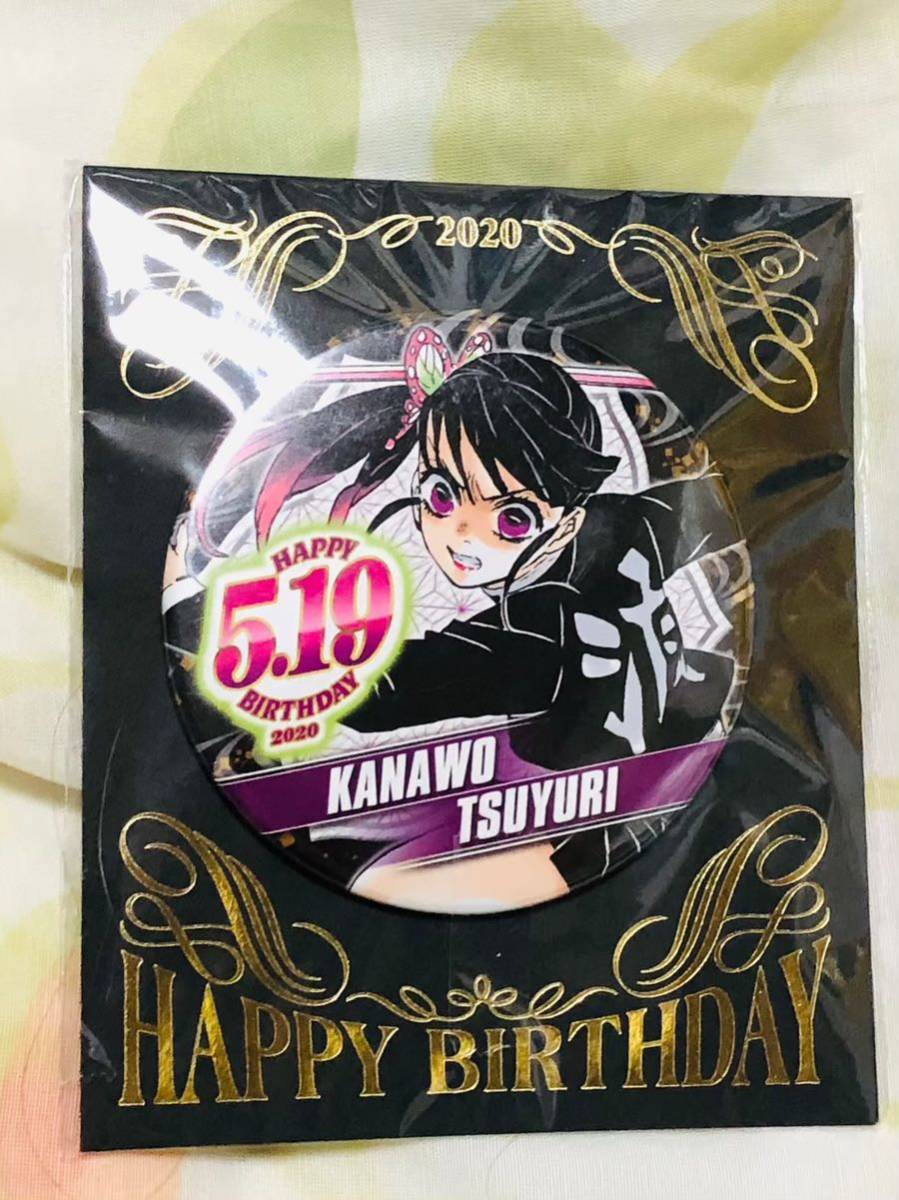 2020
HAPPY
5.19
BIRTHDAY
2020
KANAWO
TSUYURI
HAPPY BIRTHDAY